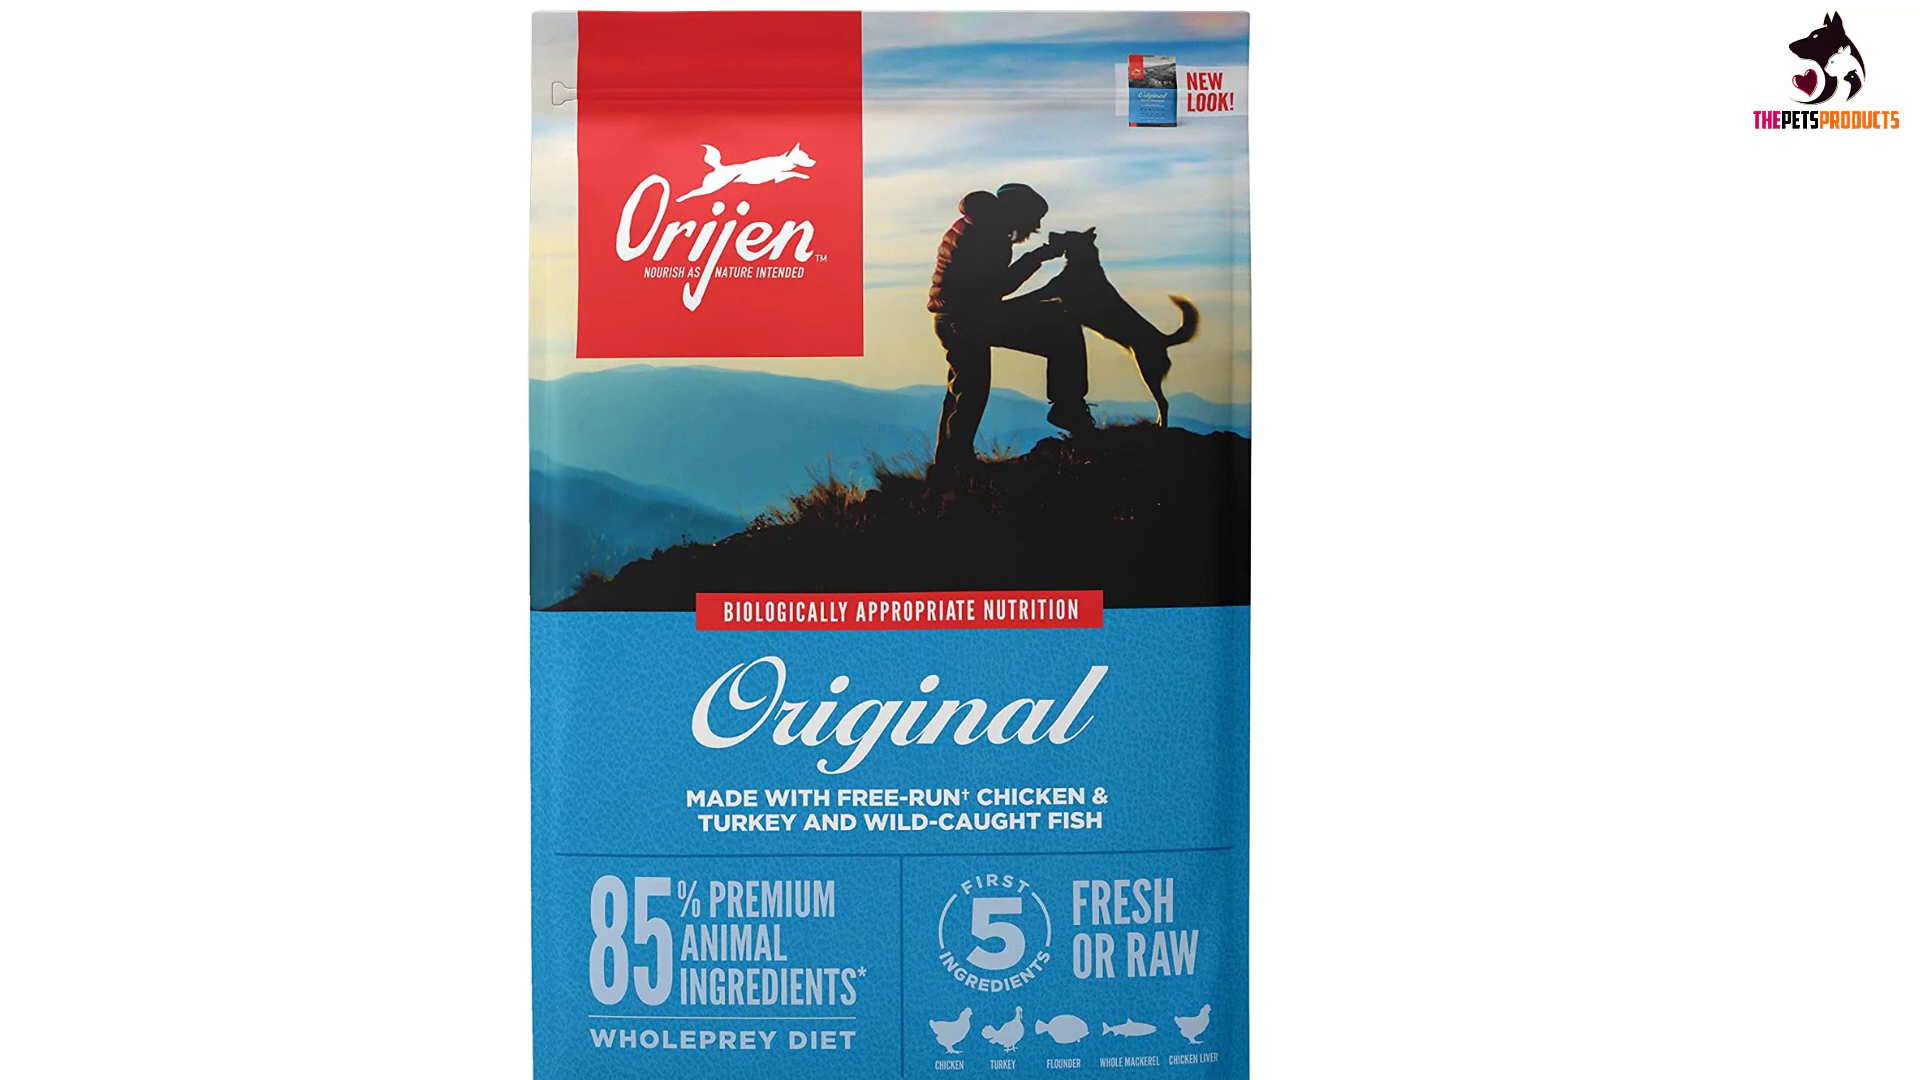 NEW
LOOK!
THEPETSPRODUCTS
Orijen™
NOURISH AS NATURE INTENDED
BIOLOGICALLY APPROPRIATE NUTRITION
Original
MADE WITH FREE-RUN† CHICKEN &
TURKEY AND WILD-CAUGHT FISH
85% PREMIUM
ANIMAL
INGREDIENTS*
WHOLEPREY DIET
FIRST
5
INGREDIENTS
FRESH
OR RAW
CHICKEN
TURKEY
FLOUNDER
WHOLE MACKEREL
CHICKEN LIVER